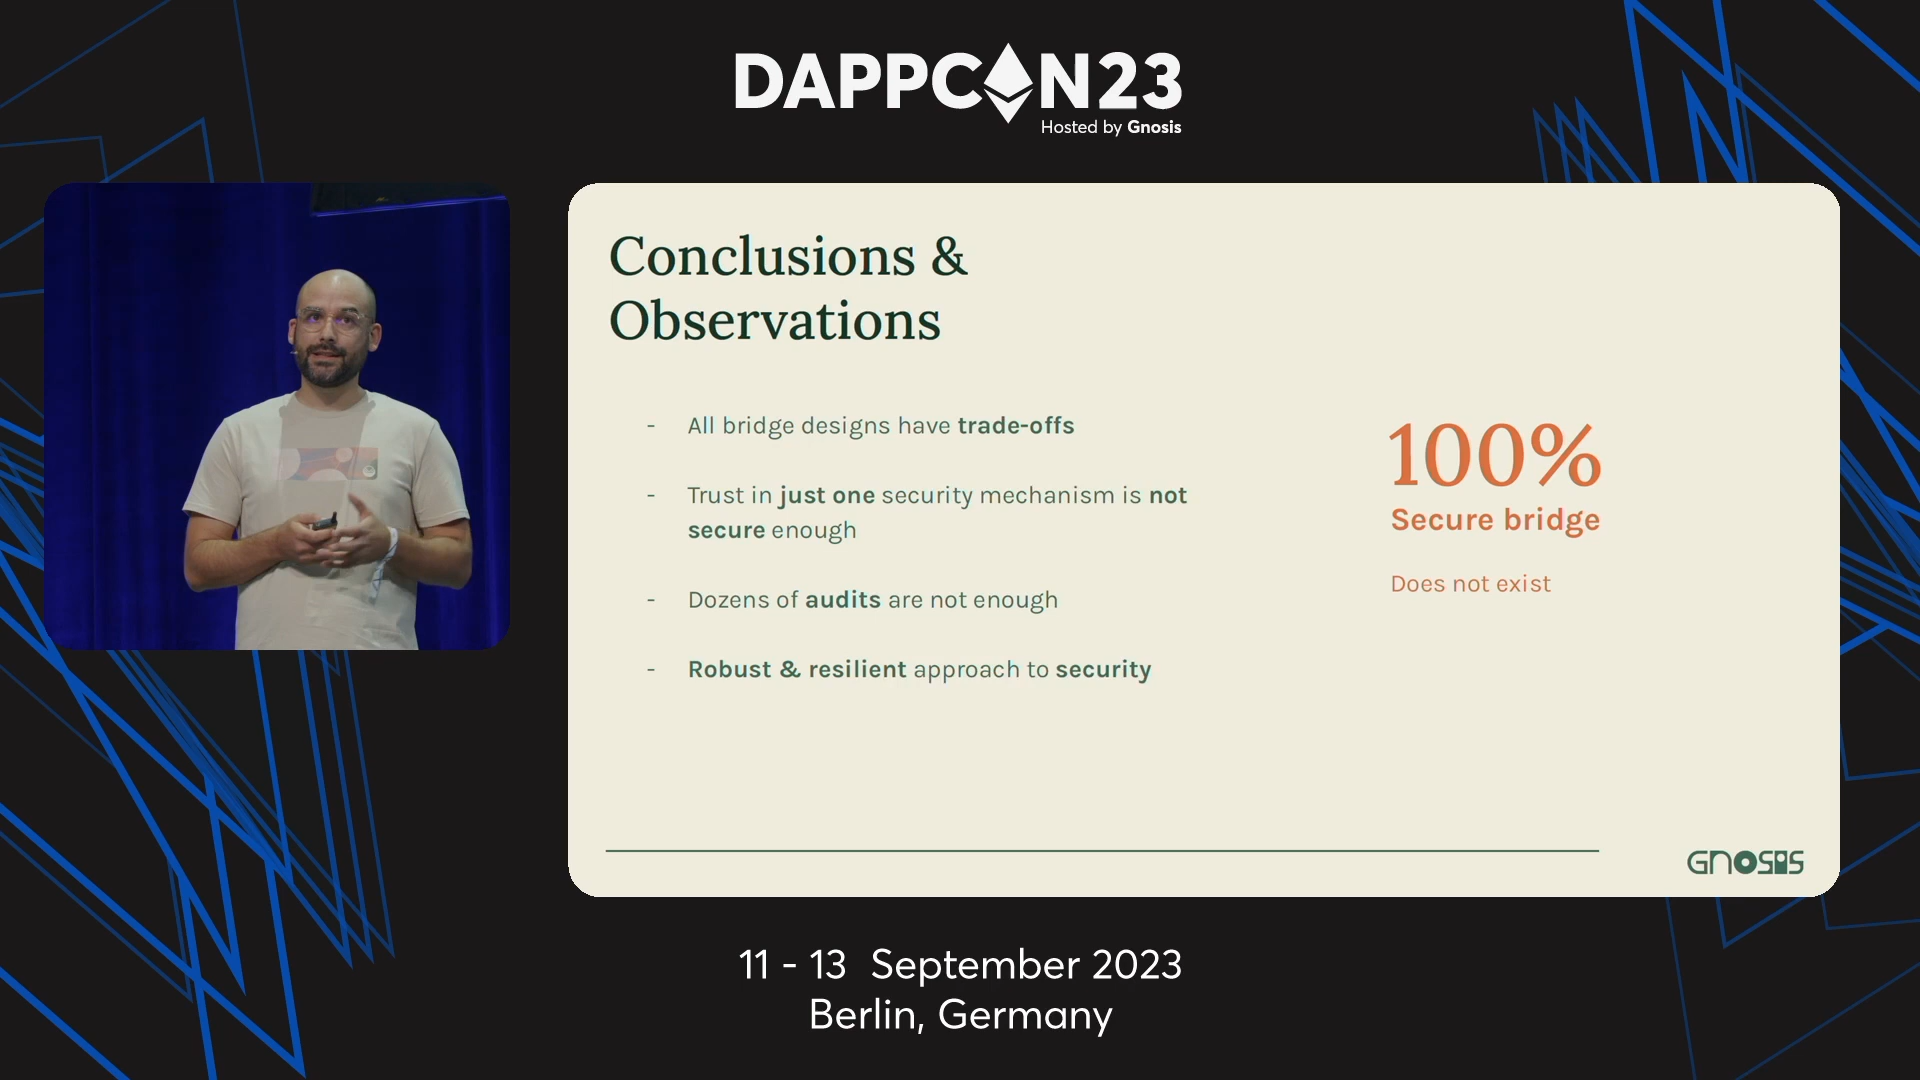 DAPPCON23
Hosted by Gnosis
Conclusions &
Observations
- All bridge designs have trade-offs
- Trust in just one security mechanism is not
secure enough
- Dozens of audits are not enough
- Robust & resilient approach to security
100%
Secure bridge
Does not exist
GNOSIS
11 - 13 September 2023
Berlin, Germany